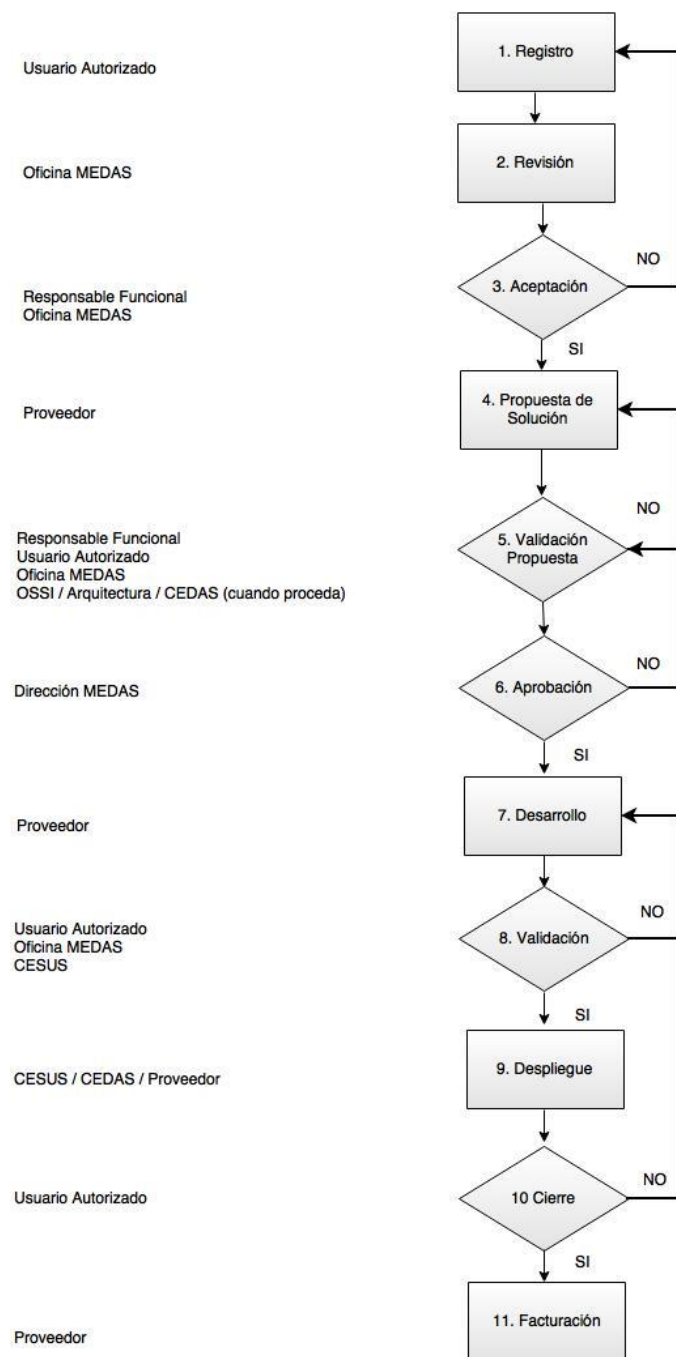 1. Registro
Usuario Autorizado
2. Revisión
Oficina MEDAS
NO
3. Aceptación
Responsable Funcional
Oficina MEDAS
SI
4. Propuesta de
Solución
Proveedor
NO
5. Validación
Propuesta
Responsable Funcional
Usuario Autorizado
Oficina MEDAS
OSSI / Arquitectura / CEDAS (cuando proceda)
NO
6. Aprobación
Dirección MEDAS
SI
7. Desarrollo
Proveedor
NO
8. Validación
Usuario Autorizado
Oficina MEDAS
CESUS
SI
9. Despliegue
CESUS / CEDAS / Proveedor
NO
10 Cierre
Usuario Autorizado
SI
11. Facturación
Proveedor